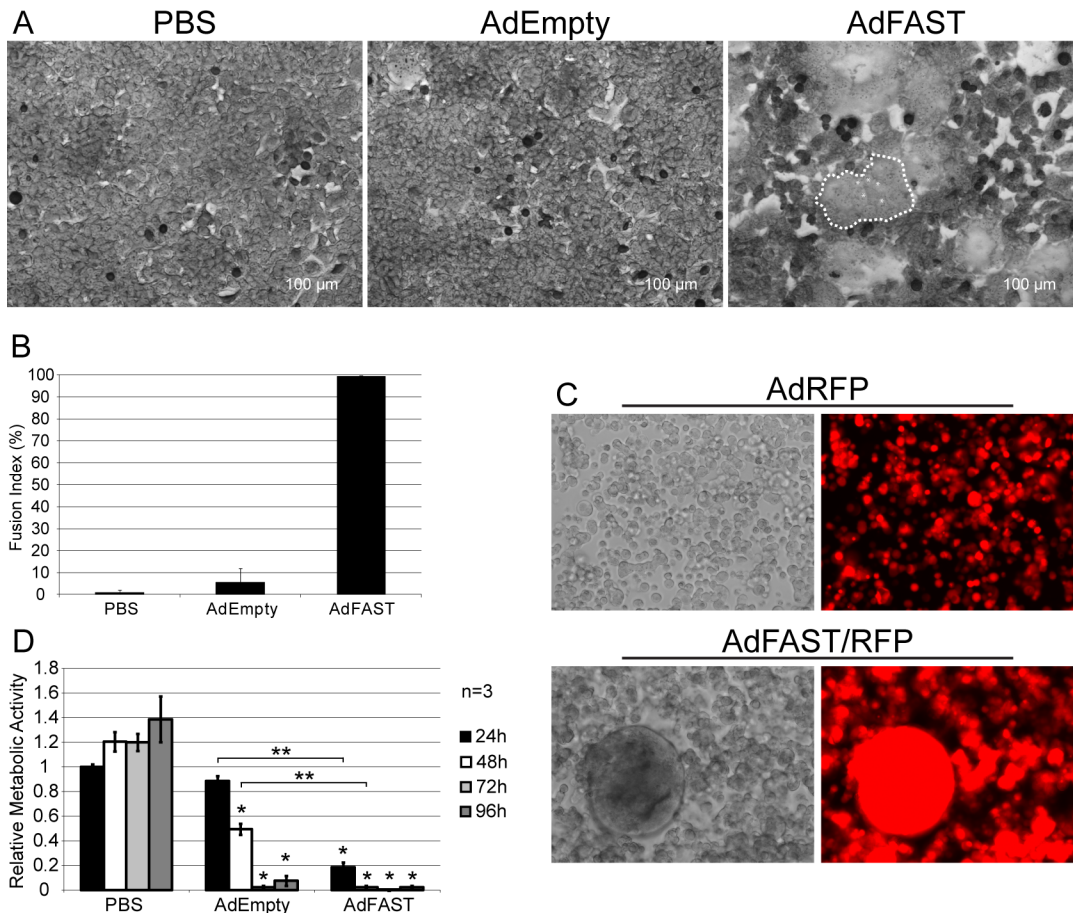 A
PBS
AdEmpty
AdFAST
100 µm
100 µm
100 µm
B
Fusion Index (%)
100
90
80
70
60
50
40
30
20
10
0
PBS
AdEmpty
AdFAST
C
AdRFP
AdFAST/RFP
D
Relative Metabolic Activity
1.8
1.6
1.4
1.2
1
0.8
0.6
0.4
0.2
0
**
**
*
*
*
*
*
*
*
PBS
AdEmpty
AdFAST
n=3
24h
48h
72h
96h